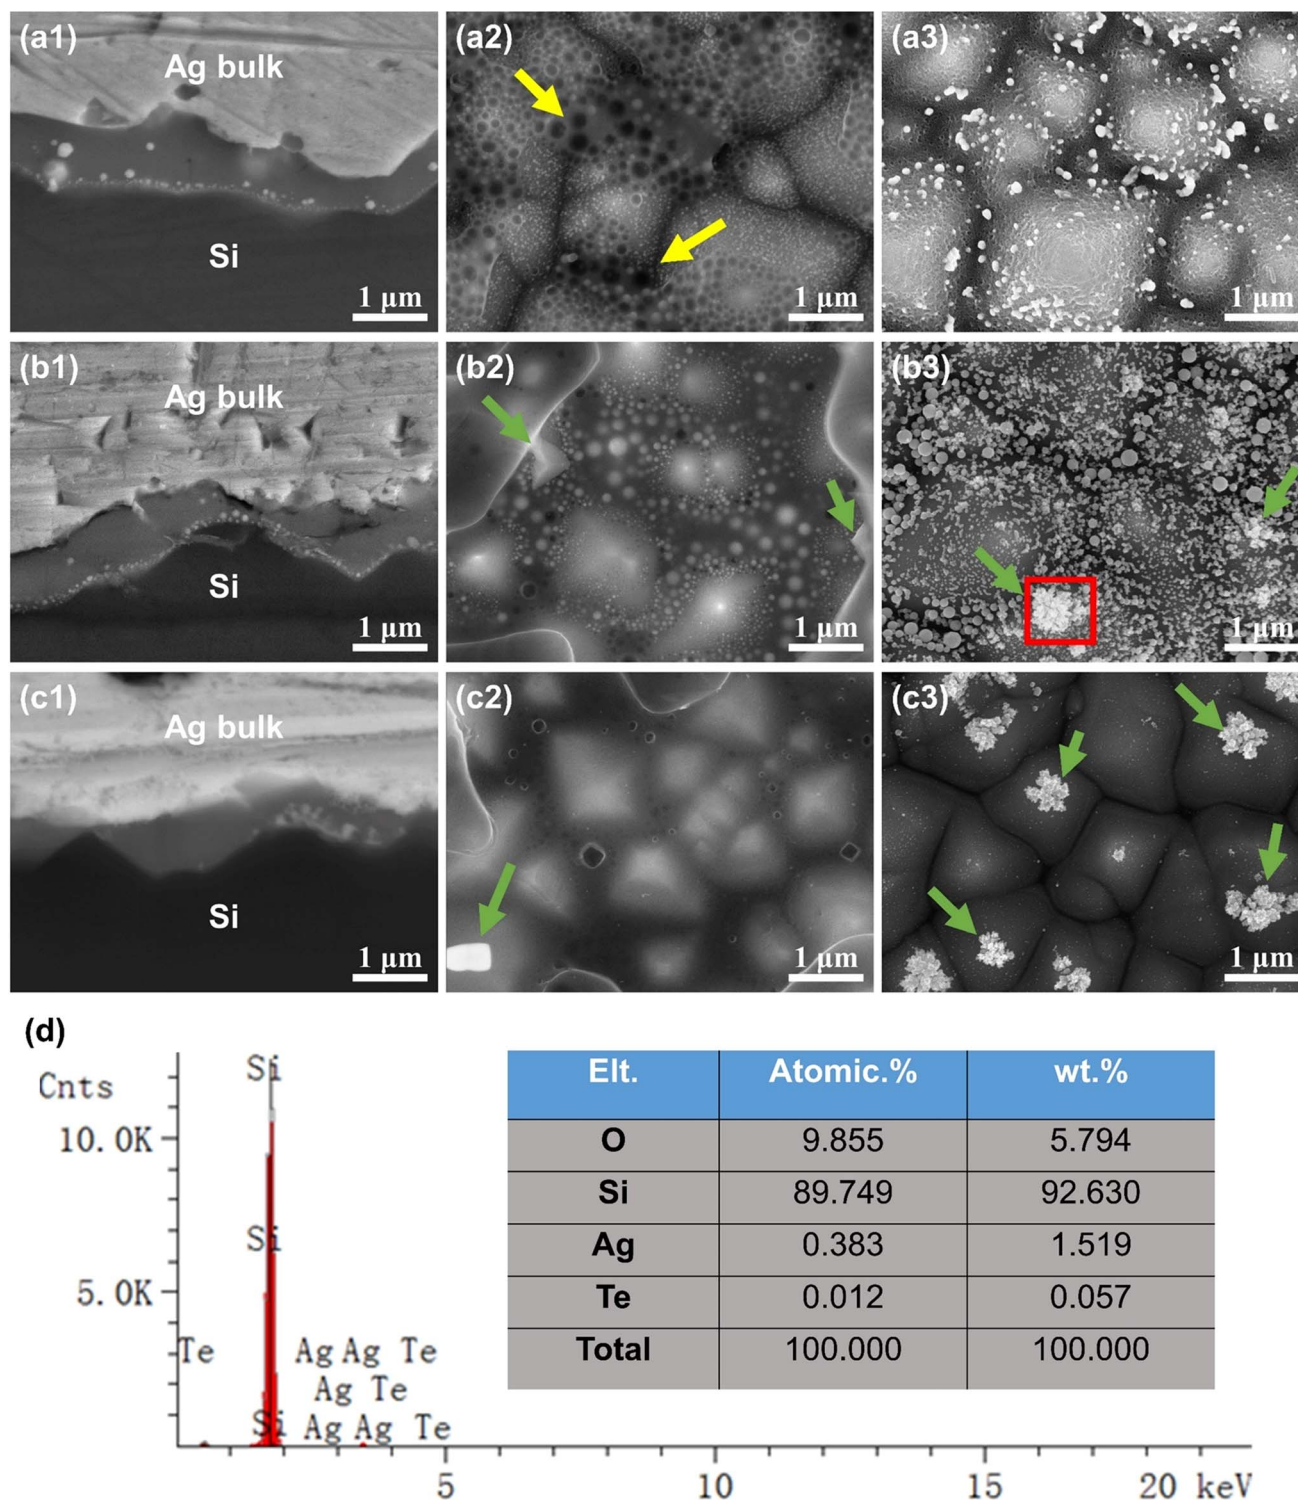 (a1)
Ag bulk
Si
1 µm
(a2)
1 µm
(a3)
1 µm
(b1)
Ag bulk
Si
1 µm
(b2)
1 µm
(b3)
1 µm
(c1)
Ag bulk
Si
1 µm
(c2)
1 µm
(c3)
1 µm
(d)
Cnts
10.0K
5.0K
Si
Si
Te Ag Ag Te
Ag Te
Si Ag Ag Te
5 10 15 20 keV
Elt. Atomic.% wt.%
O 9.855 5.794
Si 89.749 92.630
Ag 0.383 1.519
Te 0.012 0.057
Total 100.000 100.000